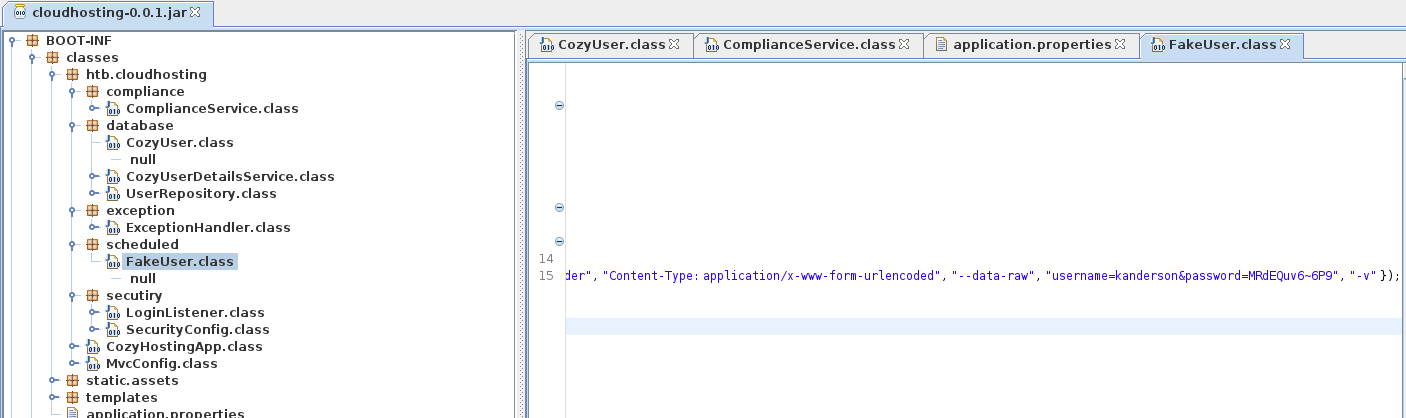 cloudhosting-0.0.1.jar
BOOT-INF
classes
htb.cloudhosting
compliance
ComplianceService.class
database
CozyUser.class
null
CozyUserDetailsService.class
UserRepository.class
exception
ExceptionHandler.class
scheduled
FakeUser.class
null
secutiry
LoginListener.class
SecurityConfig.class
CozyHostingApp.class
MvcConfig.class
static.assets
templates
application.properties
CozyUser.class ComplianceService.class application.properties FakeUser.class
14
15 der","Content-Type: application/x-www-form-urlencoded","--data-raw","username=kanderson&password=MRdEQuv6~6P9","-v"});